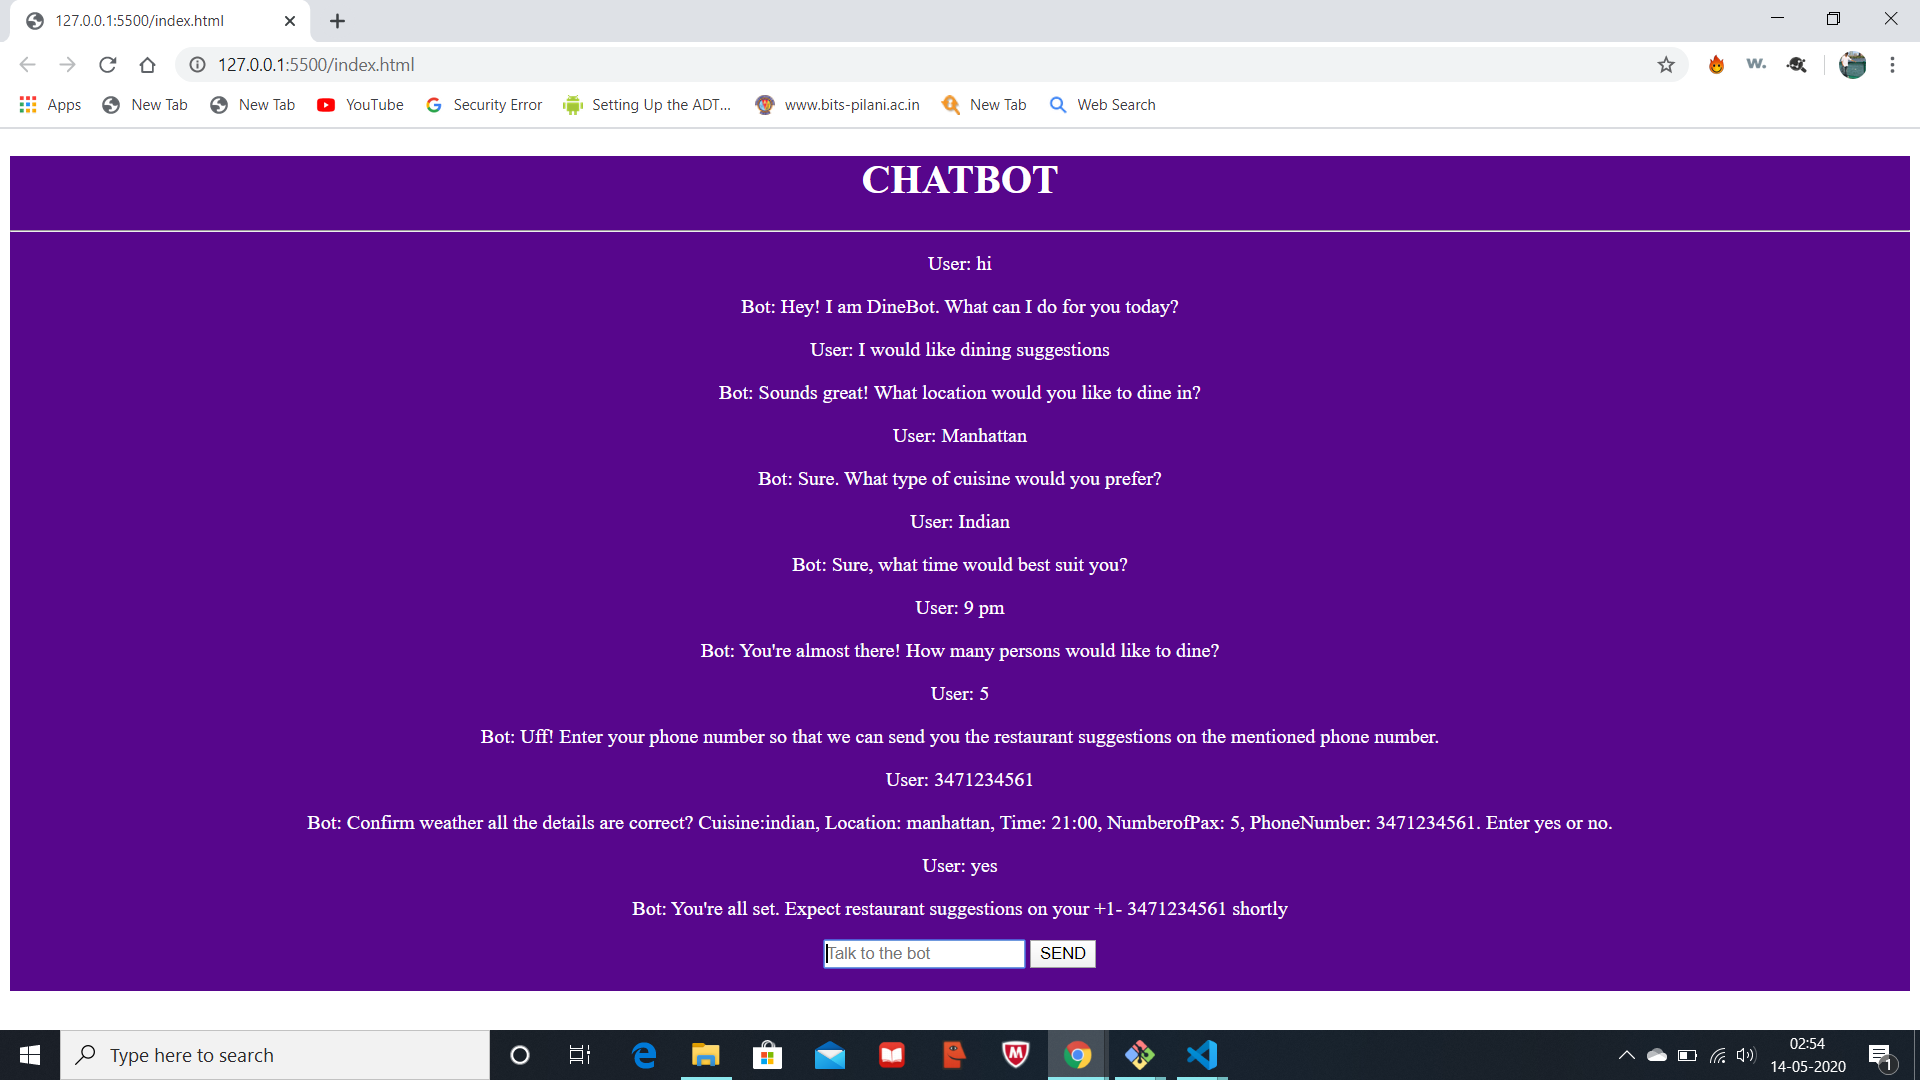 127.0.0.1:5500/index.html
127.0.0.1:5500/index.html
w.
Apps New Tab New Tab YouTube Security Error Setting Up the ADT... www.bits-pilani.ac.in New Tab Web Search
CHATBOT
User: hi
Bot: Hey! I am DineBot. What can I do for you today?
User: I would like dining suggestions
Bot: Sounds great! What location would you like to dine in?
User: Manhattan
Bot: Sure. What type of cuisine would you prefer?
User: Indian
Bot: Sure, what time would best suit you?
User: 9 pm
Bot: You're almost there! How many persons would like to dine?
User: 5
Bot: Uff! Enter your phone number so that we can send you the restaurant suggestions on the mentioned phone number.
User: 3471234561
Bot: Confirm weather all the details are correct? Cuisine:indian, Location: manhattan, Time: 21:00, NumberofPax: 5, PhoneNumber: 3471234561. Enter yes or no.
User: yes
Bot: You're all set. Expect restaurant suggestions on your +1- 3471234561 shortly
Talk to the bot SEND
Type here to search
02:54
14-05-2020
1